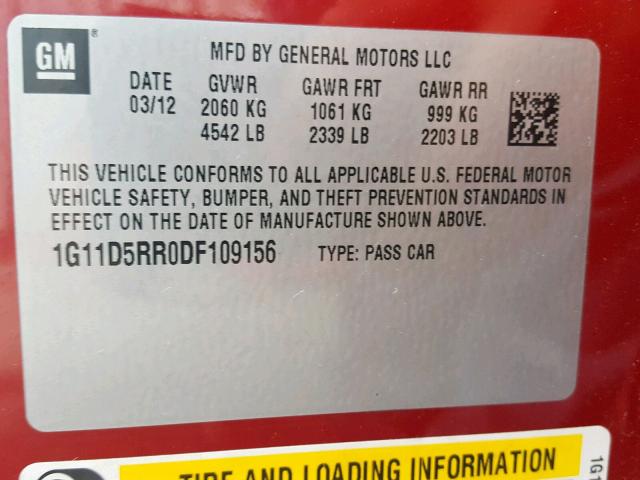 GM ®
MFD BY GENERAL MOTORS LLC
DATE GVWR GAWR FRT GAWR RR
03/12 2060 KG 1061 KG 999 KG
4542 LB 2339 LB 2203 LB
THIS VEHICLE CONFORMS TO ALL APPLICABLE U.S. FEDERAL MOTOR
VEHICLE SAFETY, BUMPER, AND THEFT PREVENTION STANDARDS IN
EFFECT ON THE DATE OF MANUFACTURE SHOWN ABOVE.
1G11D5RR0DF109156 TYPE: PASS CAR
TIRE AND LOADING INFORMATION
1G1